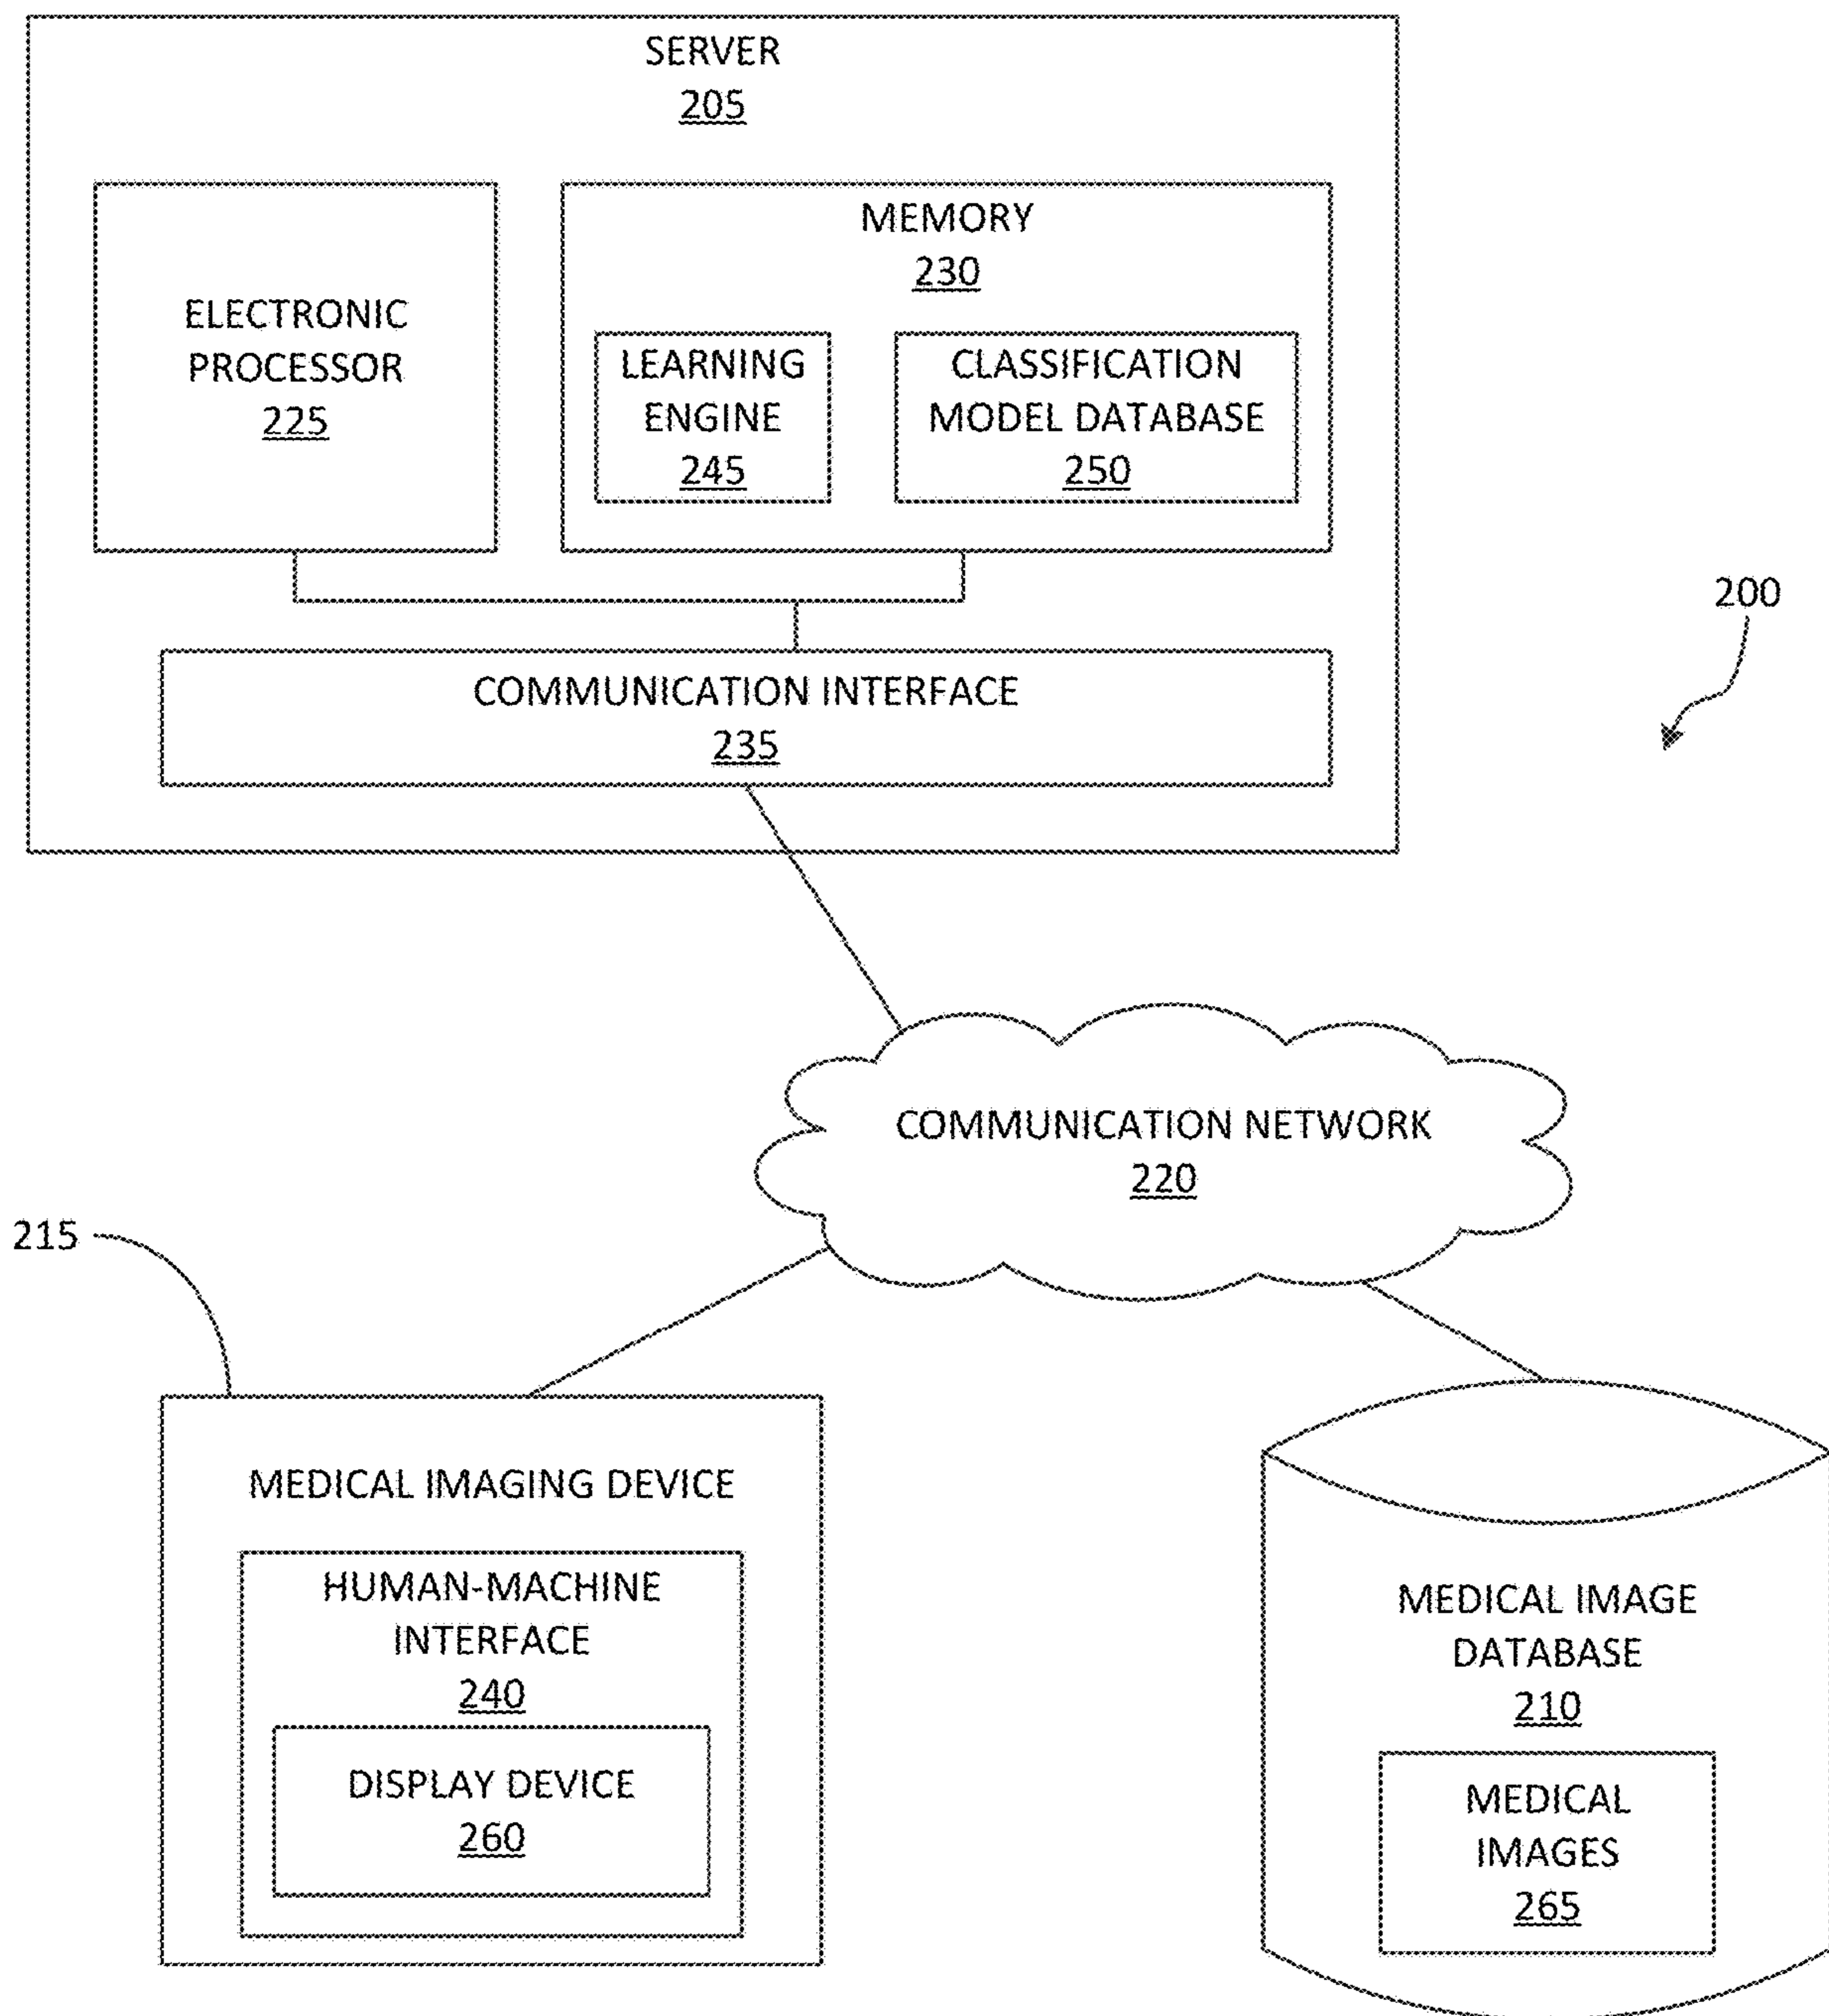 SERVER
205
ELECTRONIC
PROCESSOR
225
MEMORY
230
LEARNING
ENGINE
245
CLASSIFICATION
MODEL DATABASE
250
200
COMMUNICATION INTERFACE
235
COMMUNICATION NETWORK
220
215
MEDICAL IMAGING DEVICE
HUMAN-MACHINE
INTERFACE
240
DISPLAY DEVICE
260
MEDICAL IMAGE
DATABASE
210
MEDICAL
IMAGES
265